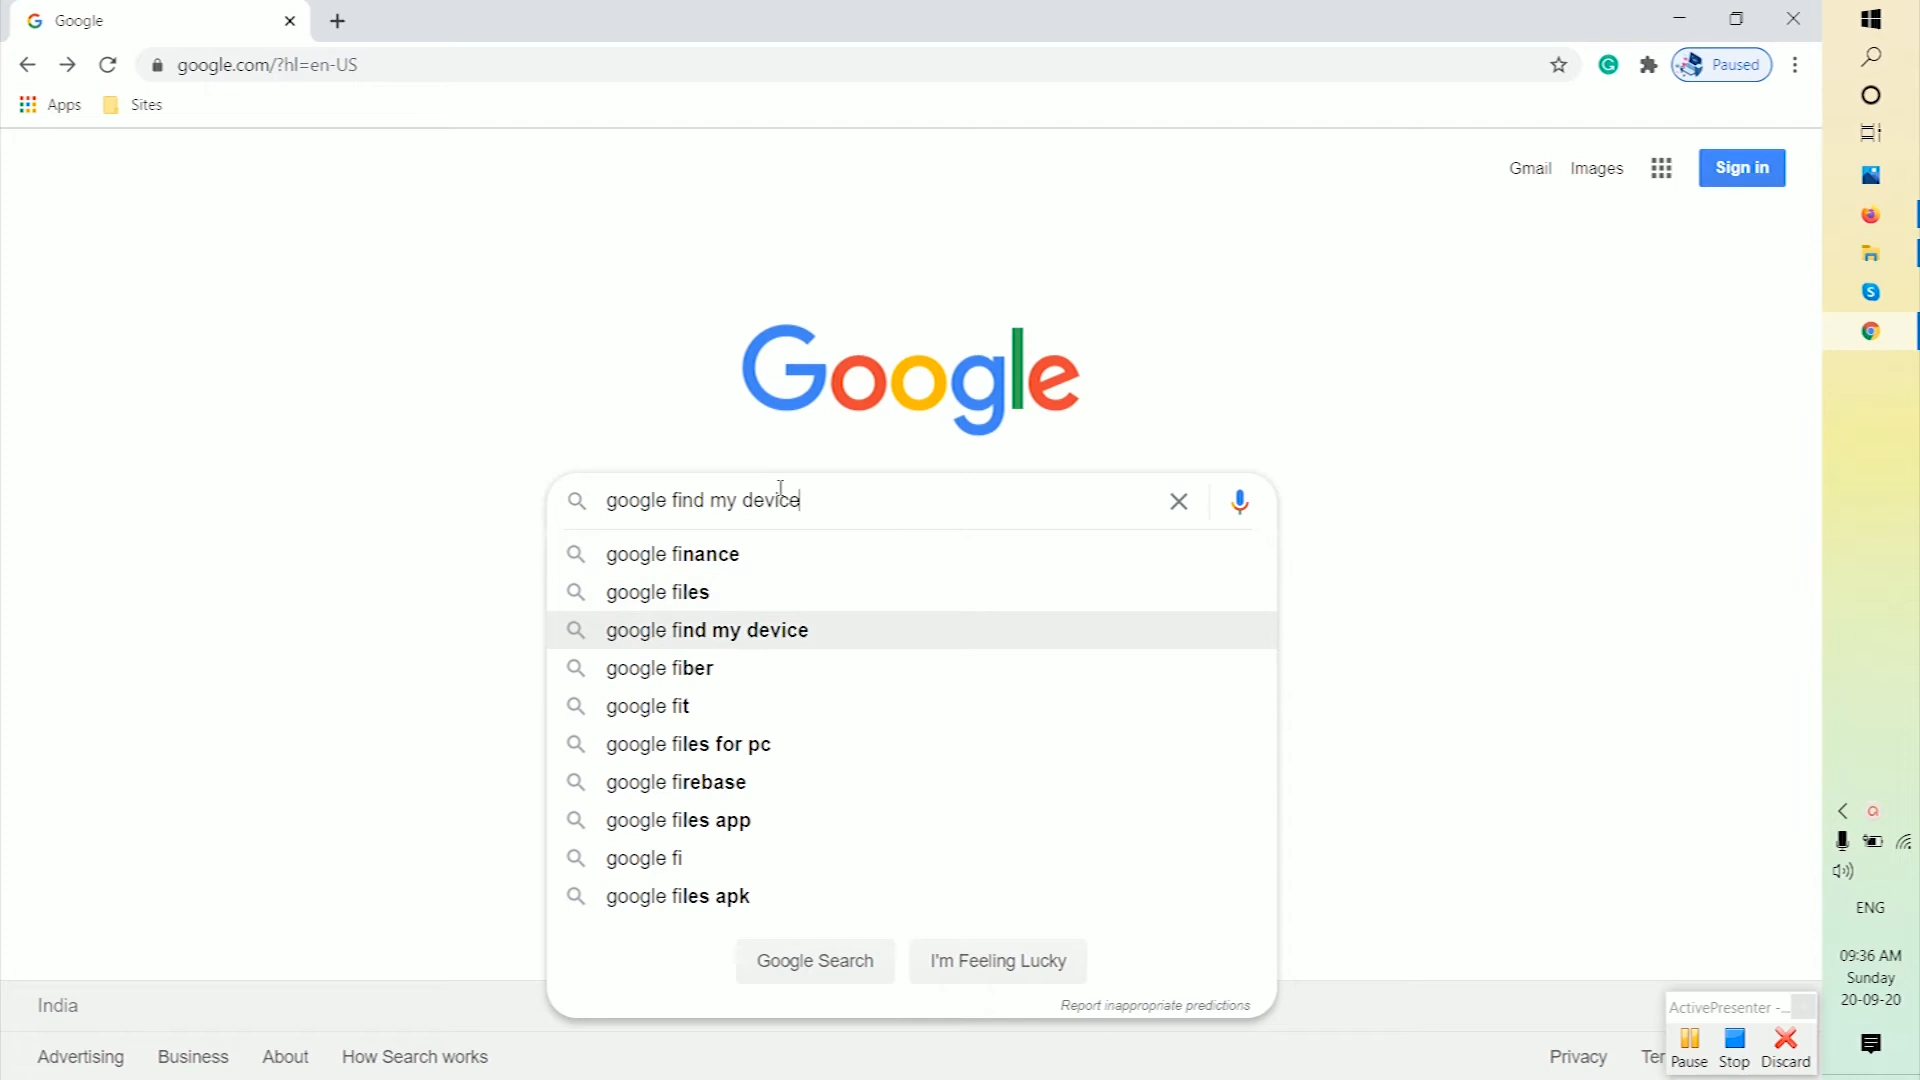 Google
google.com/?hl=en-US
Paused
Apps
Sites
Gmail
Images
Sign in
Google
google find my device
google finance
google files
google find my device
google fiber
google fit
google files for pc
google firebase
google files app
google fi
google files apk
Google Search
I'm Feeling Lucky
Report inappropriate predictions
India
Advertising
Business
About
How Search works
Privacy
Ter
ENG
09:36 AM
Sunday
20-09-20
ActivePresenter -...
Pause
Stop
Discard